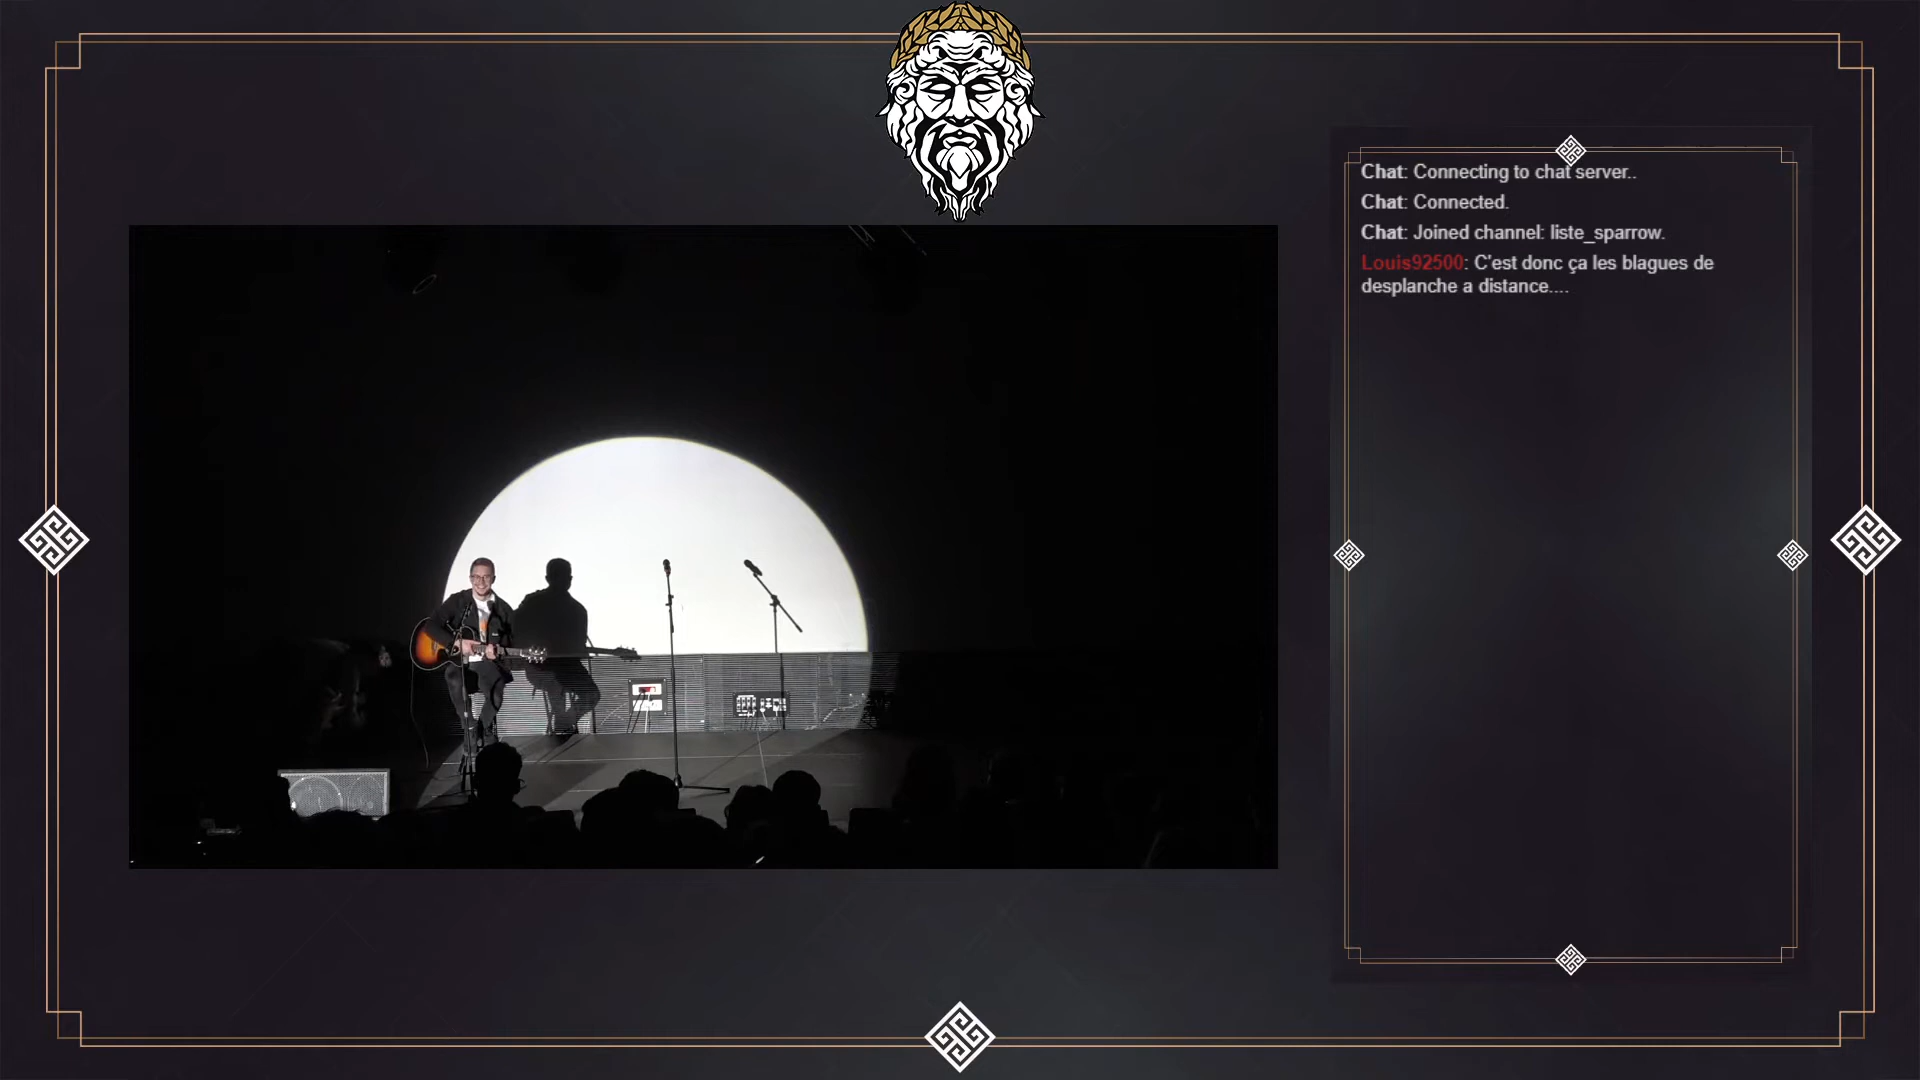 Chat: Connecting to chat server..
Chat: Connected.
Chat: Joined channel: liste_sparrow.
Louis92500: C'est donc ça les blagues de
desplanche a distance....